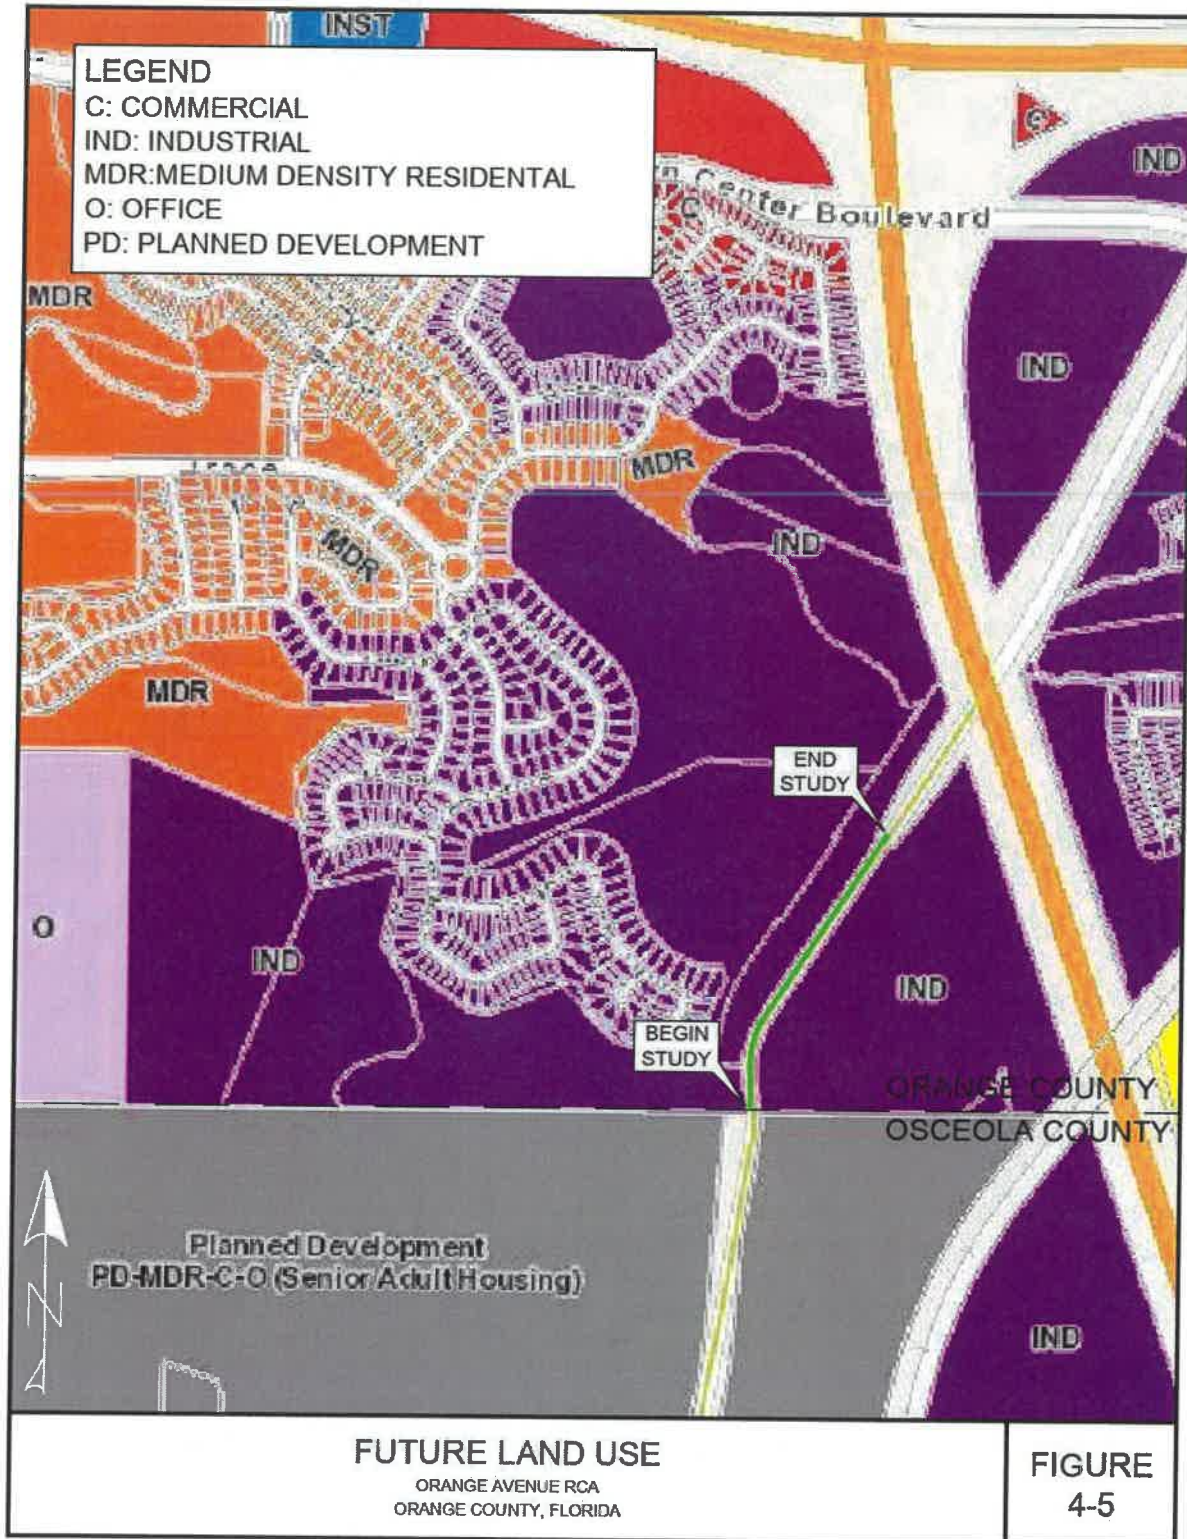 INST
LEGEND
C: COMMERCIAL
IND: INDUSTRIAL
MDR:MEDIUM DENSITY RESIDENTAL
O: OFFICE
PD: PLANNED DEVELOPMENT
C
IND
Center Boulevard
C
MDR
IND
MDR
IND
MDR
MDR
END
STUDY
O
IND
IND
BEGIN
STUDY
ORANGE COUNTY
OSCEOLA COUNTY
Planned Development
PD-MDR-C-O (Senior Adult Housing)
N
IND
FUTURE LAND USE
ORANGE AVENUE RCA
ORANGE COUNTY, FLORIDA
FIGURE
4-5